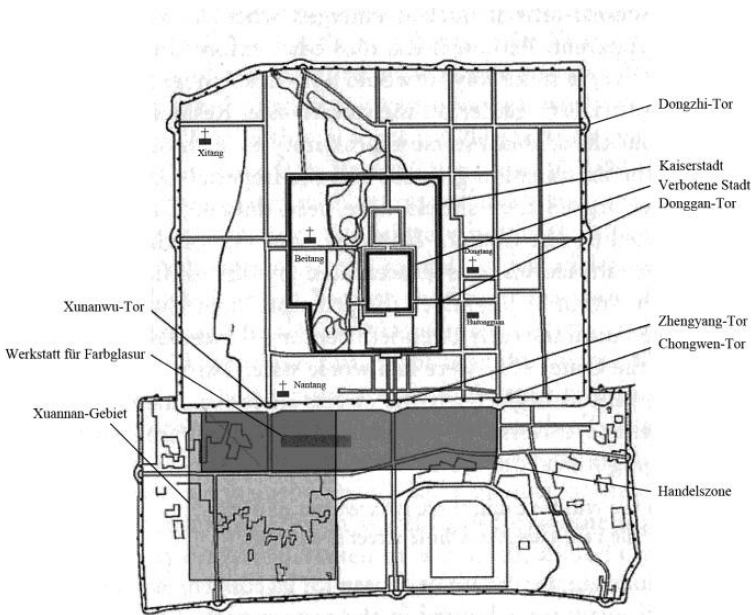 Dongzhi-Tor
Xitang
Kaiserstadt
Verbotene Stadt
Donggan-Tor
Beitang
Dongtang
Xunanwu-Tor
Hutongguan
Zhengyang-Tor
Werkstatt für Farbglasur
Chongwen-Tor
Nantang
Xuannan-Gebiet
Handelszone